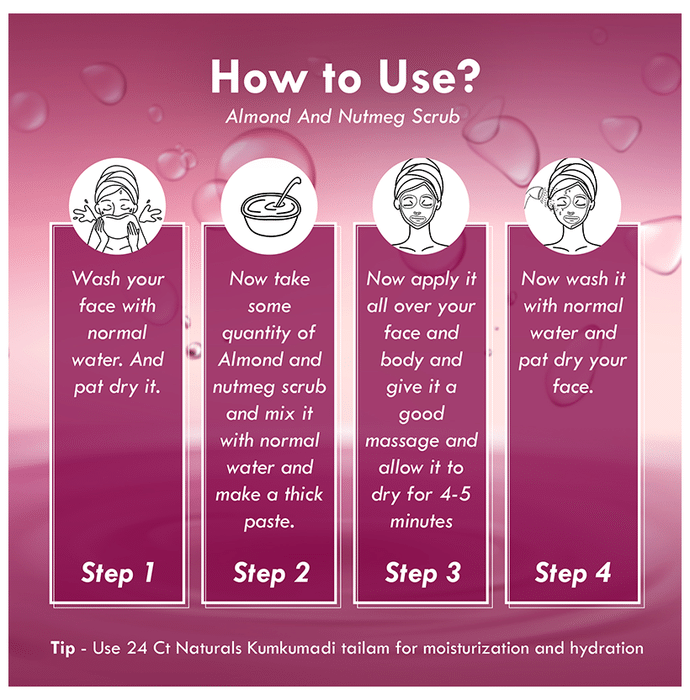 How to Use?
Almond And Nutmeg Scrub
Wash your
face with
normal
water. And
pat dry it.
Step 1
Now take
some
quantity of
Almond and
nutmeg scrub
and mix it
with normal
water and
make a thick
paste.
Step 2
Now apply it
all over your
face and
body and
give it a
good
massage and
allow it to
dry for 4-5
minutes
Step 3
Now wash it
with normal
water and
pat dry your
face.
Step 4
Tip - Use 24 Ct Naturals Kumkumadi tailam for moisturization and hydration